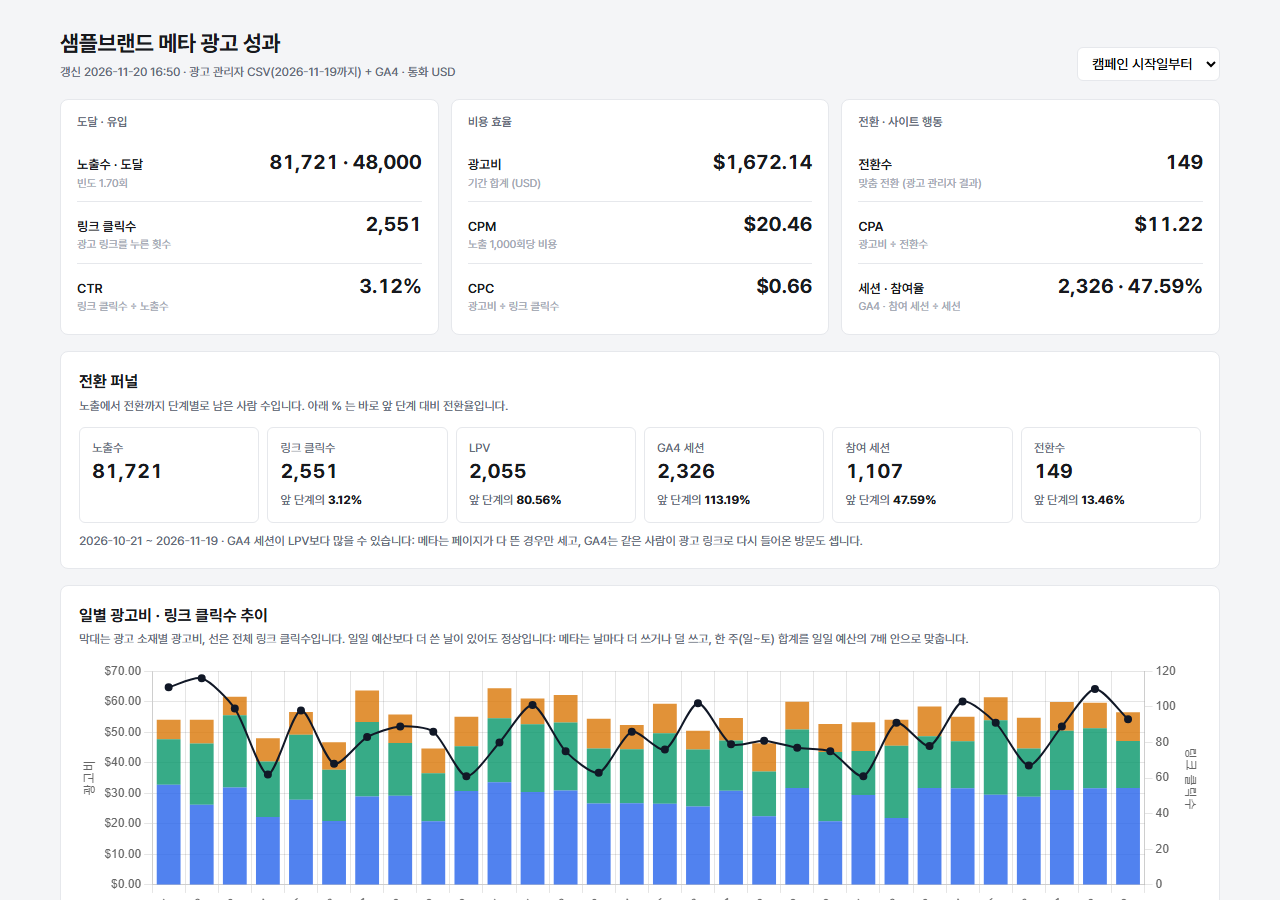 샘플브랜드 메타 광고 성과
갱신 2026-11-20 16:50 · 광고 관리자 CSV(2026-11-19까지) + GA4 · 통화 USD
캠페인 시작일부터
도달 · 유입
노출수 · 도달
81,721 · 48,000
빈도 1.70회
링크 클릭수
2,551
광고 링크를 누른 횟수
CTR
3.12%
링크 클릭수 ÷ 노출수
비용 효율
광고비
$1,672.14
기간 합계 (USD)
CPM
$20.46
노출 1,000회당 비용
CPC
$0.66
광고비 ÷ 링크 클릭수
전환 · 사이트 행동
전환수
149
맞춤 전환 (광고 관리자 결과)
CPA
$11.22
광고비 ÷ 전환수
세션 · 참여율
2,326 · 47.59%
GA4 · 참여 세션 ÷ 세션
전환 퍼널
노출에서 전환까지 단계별로 남은 사람 수입니다. 아래 % 는 바로 앞 단계 대비 전환율입니다.
노출수
81,721
링크 클릭수
2,551
앞 단계의 3.12%
LPV
2,055
앞 단계의 80.56%
GA4 세션
2,326
앞 단계의 113.19%
참여 세션
1,107
앞 단계의 47.59%
전환수
149
앞 단계의 13.46%
2026-10-21 ~ 2026-11-19 · GA4 세션이 LPV보다 많을 수 있습니다: 메타는 페이지가 다 뜬 경우만 세고, GA4는 같은 사람이 광고 링크로 다시 들어온 방문도 셉니다.
일별 광고비 · 링크 클릭수 추이
막대는 광고 소재별 광고비, 선은 전체 링크 클릭수입니다. 일일 예산보다 더 쓴 날이 있어도 정상입니다: 메타는 날마다 더 쓰거나 덜 쓰고, 한 주(일~토) 합계를 일일 예산의 7배 안으로 맞춥니다.
$70.00
$60.00
$50.00
$40.00
$30.00
$20.00
$10.00
$0.00
광고비
120
100
80
60
40
20
0
링크 클릭수